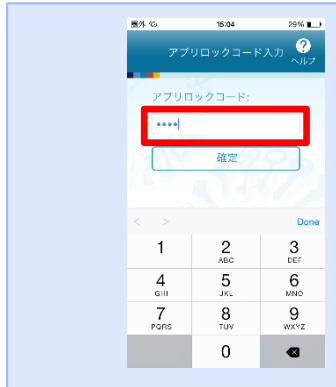 圏外 15:04 29%
アプリロックコード入力 ?
ヘルプ
アプリロックコード:
••••
確定
< > Done
1 2 3
ABC DEF
4 5 6
GHI JKL MNO
7 8 9
PQRS TUV WXYZ
0